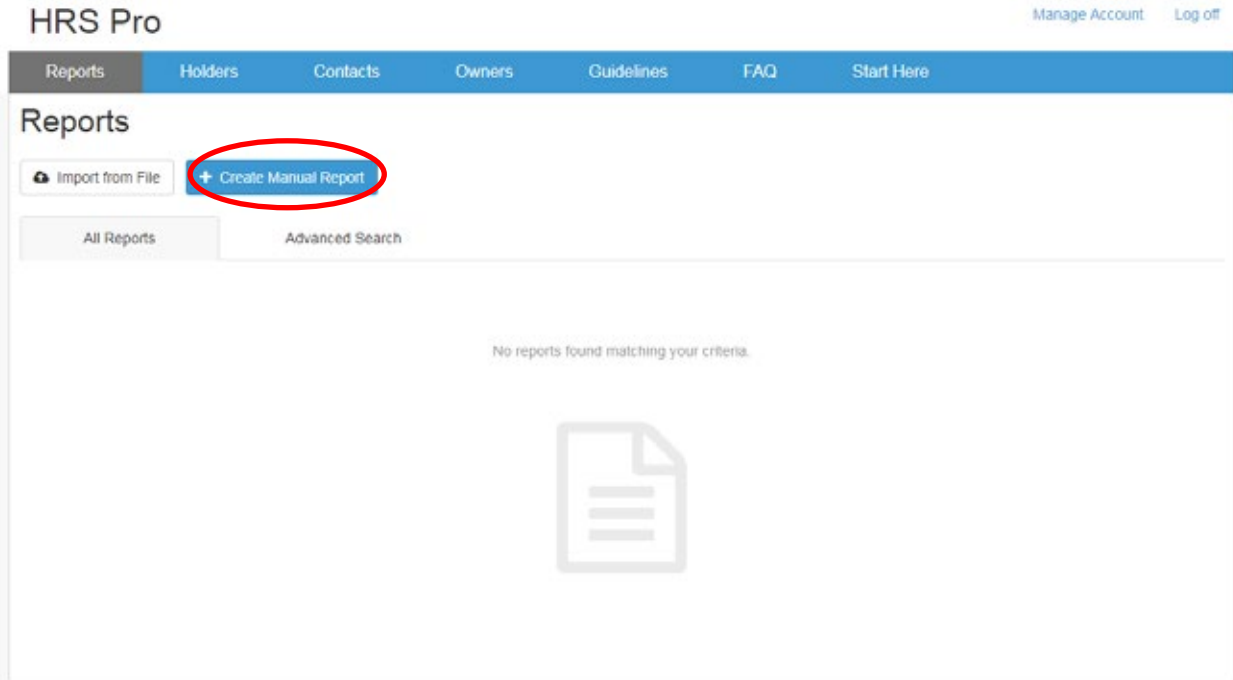 HRS Pro
Manage Account Log off
Reports Holders Contacts Owners Guidelines FAQ Start Here
Reports
Import from File + Create Manual Report
All Reports Advanced Search
No reports found matching your criteria.